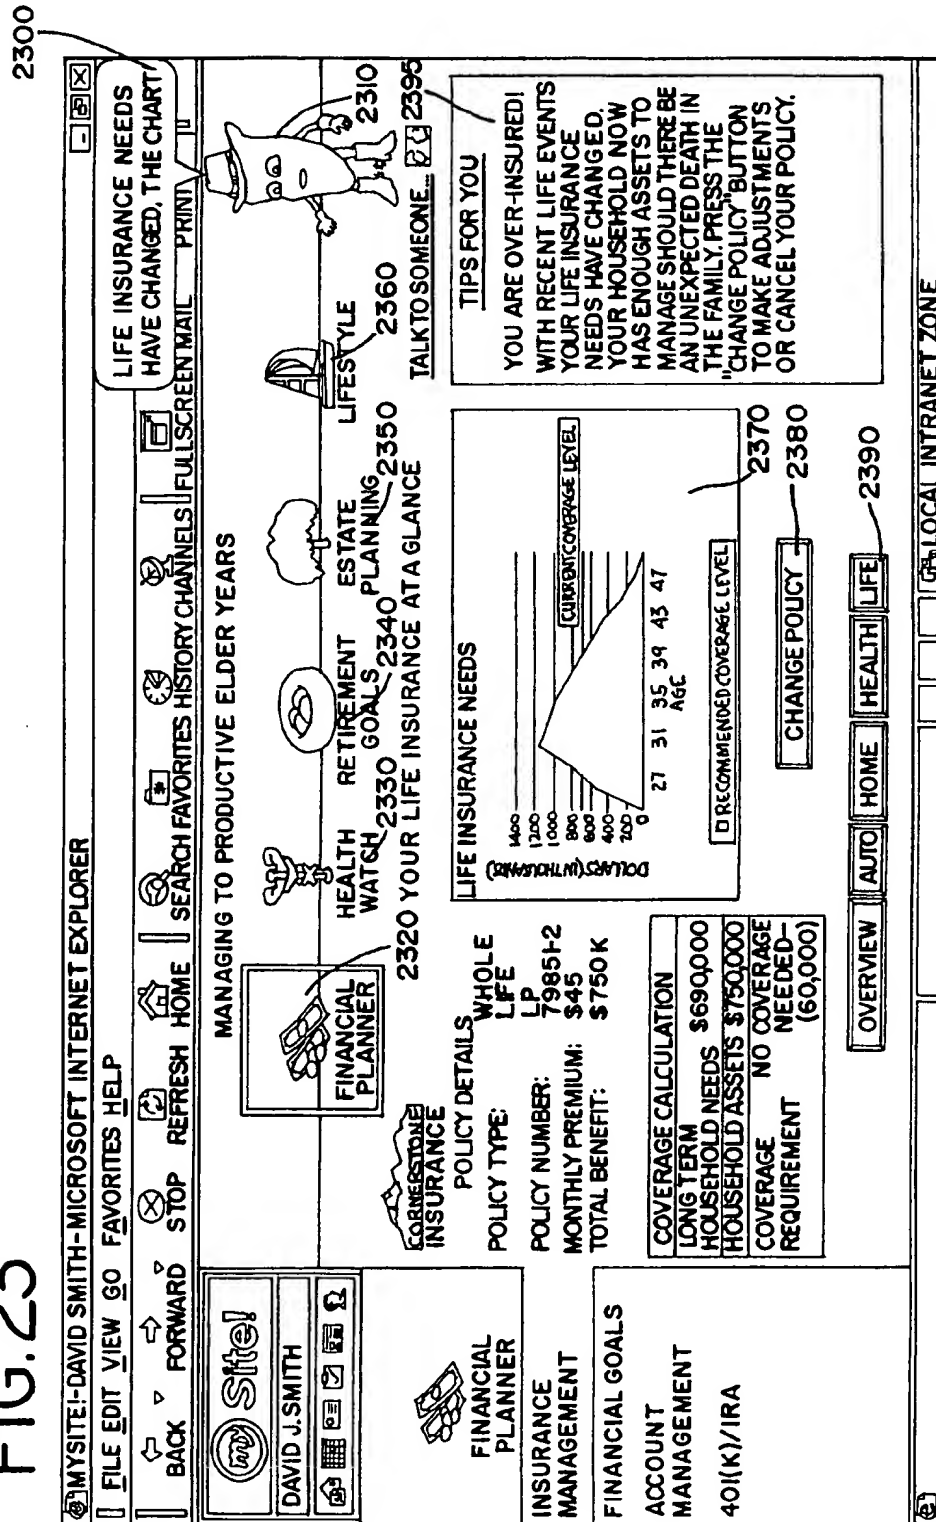 FIG. 23
2300
MYSITE!-DAVID SMITH-MICROSOFT INTERNET EXPLORER
FILE EDIT VIEW GO FAVORITES HELP
BACK FORWARD STOP REFRESH HOME SEARCH FAVORITES HISTORY CHANNELS FULLSCREEN MAIL PRINT
LIFE INSURANCE NEEDS
HAVE CHANGED, THE CHART
my Site!
DAVID J. SMITH
MANAGING TO PRODUCTIVE ELDER YEARS
FINANCIAL
PLANNER
2320
HEALTH
WATCH
2330
RETIREMENT
GOALS
2340
ESTATE
PLANNING
2350
LIFESTYLE
2360
2310
TALK TO SOMEONE...
2395
FINANCIAL
PLANNER
INSURANCE
MANAGEMENT
FINANCIAL GOALS
ACCOUNT
MANAGEMENT
401(K)/IRA
CORNERSTONE
INSURANCE
YOUR LIFE INSURANCE AT A GLANCE
POLICY DETAILS
POLICY TYPE: WHOLE
LIFE
LP
POLICY NUMBER: 79851-2
MONTHLY PREMIUM: $45
TOTAL BENEFIT: $750K
COVERAGE CALCULATION
LONG TERM
HOUSEHOLD NEEDS $690,000
HOUSEHOLD ASSETS $750,000
COVERAGE NO COVERAGE
REQUIREMENT NEEDED-
(60,000)
LIFE INSURANCE NEEDS
DOLLARS (IN THOUSANDS)
1400
1200
1000
800
600
400
200
0
27 31 35 39 43 47
AGE
CURRENT COVERAGE LEVEL
RECOMMENDED COVERAGE LEVEL
2370
CHANGE POLICY
2380
OVERVIEW AUTO HOME HEALTH LIFE
2390
TIPS FOR YOU
YOU ARE OVER-INSURED!
WITH RECENT LIFE EVENTS
YOUR LIFE INSURANCE
NEEDS HAVE CHANGED.
YOUR HOUSEHOLD NOW
HAS ENOUGH ASSETS TO
MANAGE SHOULD THERE BE
AN UNEXPECTED DEATH IN
THE FAMILY. PRESS THE
"CHANGE POLICY" BUTTON
TO MAKE ADJUSTMENTS
OR CANCEL YOUR POLICY.
LOCAL INTRANET ZONE